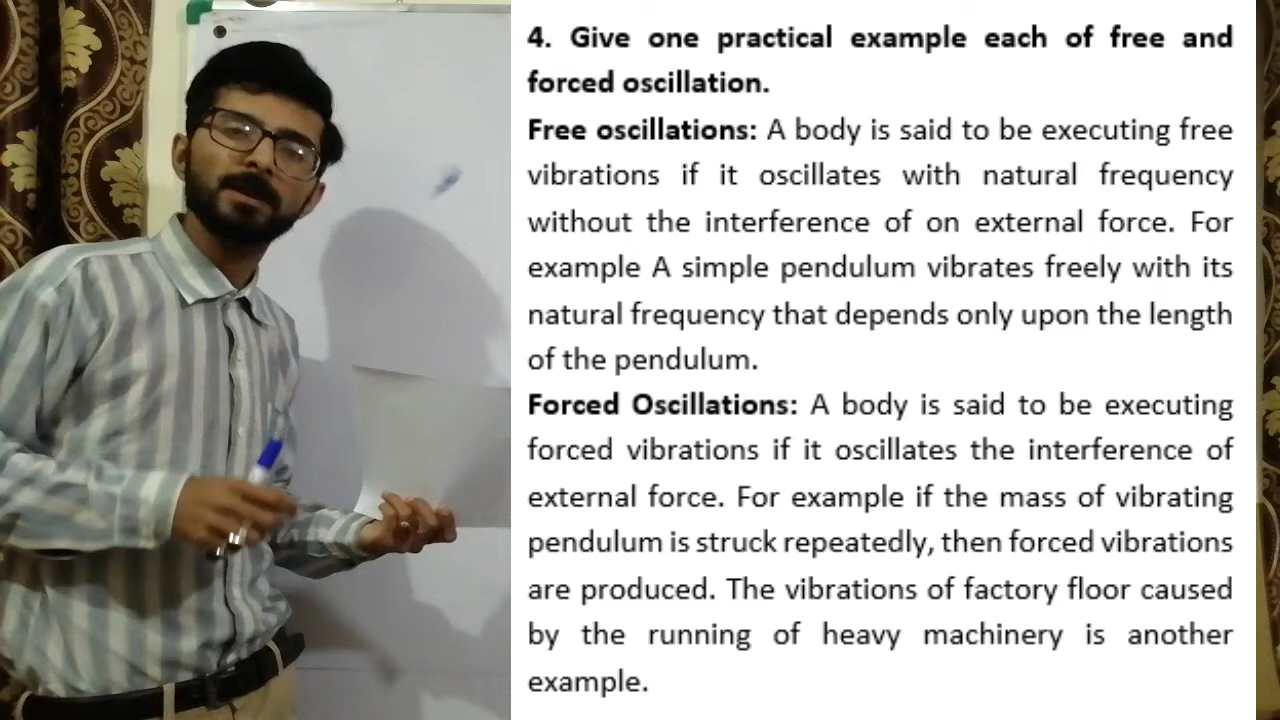 4. Give one practical example each of free and
forced oscillation.
Free oscillations: A body is said to be executing free
vibrations if it oscillates with natural frequency
without the interference of on external force. For
example A simple pendulum vibrates freely with its
natural frequency that depends only upon the length
of the pendulum.
Forced Oscillations: A body is said to be executing
forced vibrations if it oscillates the interference of
external force. For example if the mass of vibrating
pendulum is struck repeatedly, then forced vibrations
are produced. The vibrations of factory floor caused
by the running of heavy machinery is another
example.